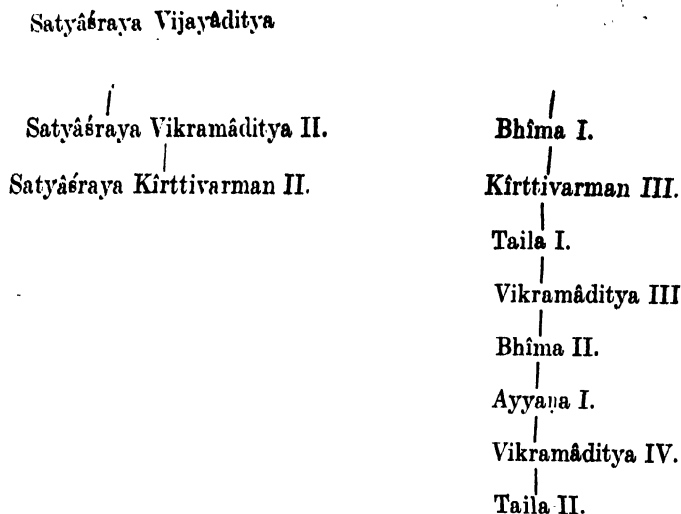 Satyâśraya Vijayâditya
Satyâśraya Vikramâditya II.
Bhîma I.
Satyâśraya Kîrttivarman II.
Kîrttivarman III.
Taila I.
Vikramâditya III
Bhîma II.
Ayyaṇa I.
Vikramâditya IV.
Taila II.